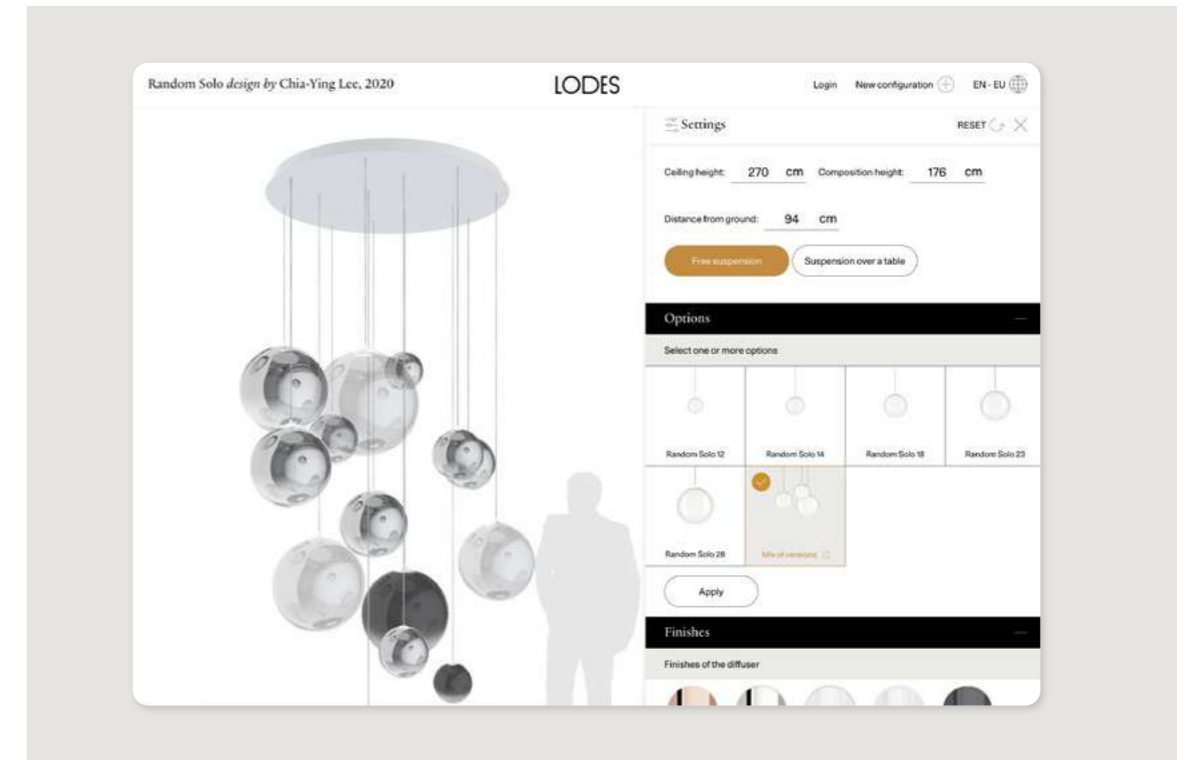 Random Solo design by Chia-Ying Lee, 2020
LODES
Login New configuration EN - EU
Settings
RESET
Ceiling height: 270 cm Composition height: 176 cm
Distance from ground: 94 cm
Free suspension Suspension over a table
Options
Select one or more options
Random Solo 12 Random Solo 14 Random Solo 18 Random Solo 23
Random Solo 28 Mix of versions
Apply
Finishes
Finishes of the diffuser